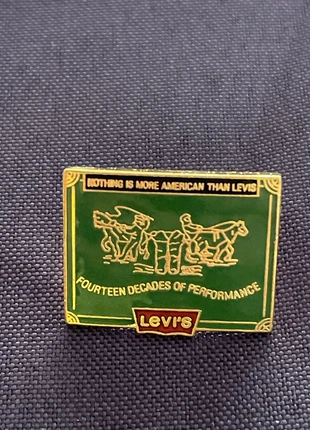 NOTHING IS MORE AMERICAN THAN LEVIS
FOURTEEN DECADES OF PERFORMANCE
Levi's